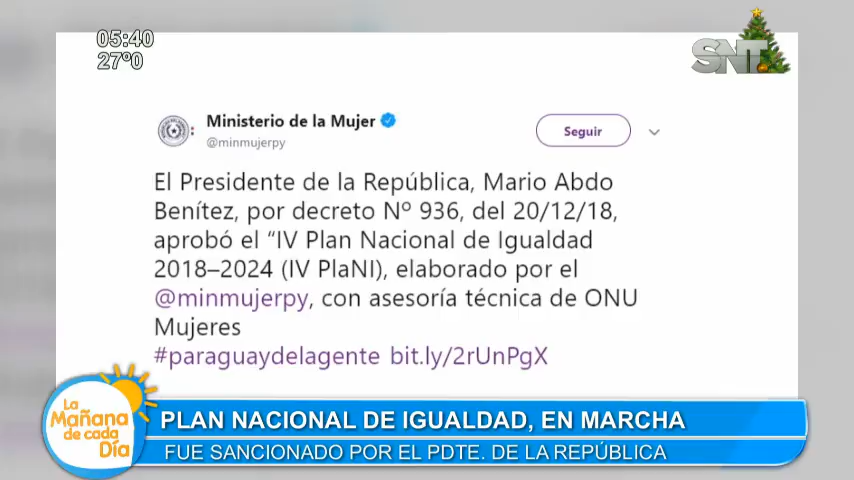 05:40
27º0
SNT
Ministerio de la Mujer
@minmujerpy
Seguir
El Presidente de la República, Mario Abdo
Benítez, por decreto Nº 936, del 20/12/18,
aprobó el “IV Plan Nacional de Igualdad
2018–2024 (IV PlaNI), elaborado por el
@minmujerpy, con asesoría técnica de ONU
Mujeres
#paraguaydelagente bit.ly/2rUnPgX
La
Mañana
de cada
Día
PLAN NACIONAL DE IGUALDAD, EN MARCHA
FUE SANCIONADO POR EL PDTE. DE LA REPÚBLICA